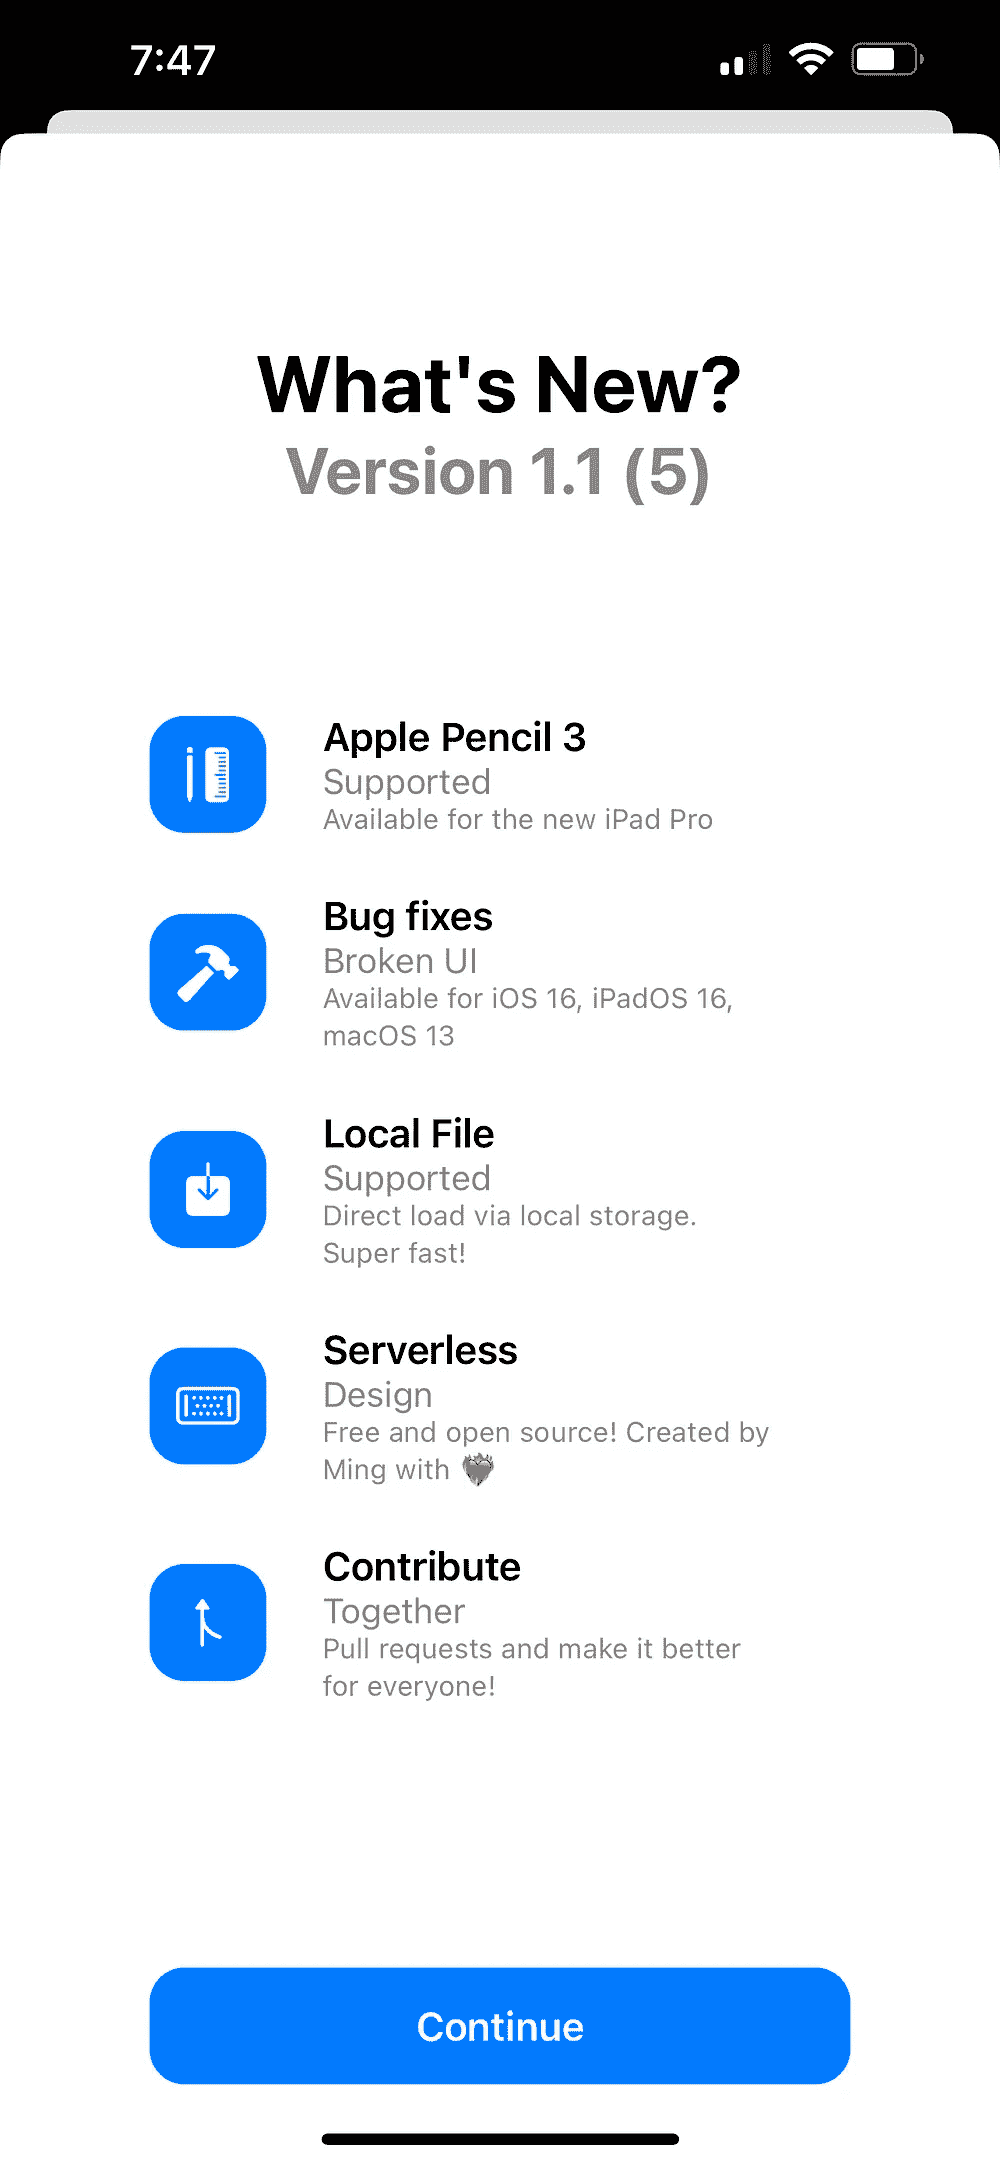 7:47
What's New?
Version 1.1 (5)
Apple Pencil 3
Supported
Available for the new iPad Pro
Bug fixes
Broken UI
Available for iOS 16, iPadOS 16,
macOS 13
Local File
Supported
Direct load via local storage.
Super fast!
Serverless
Design
Free and open source! Created by
Ming with ❤️‍🔥
Contribute
Together
Pull requests and make it better
for everyone!
Continue